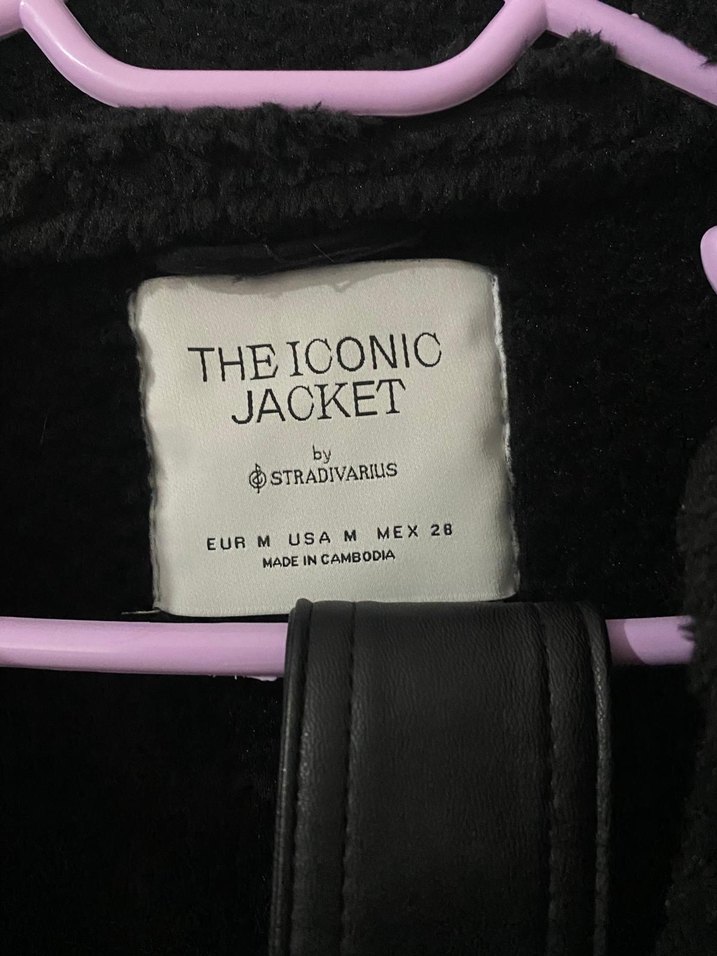 THE ICONIC
JACKET
by
STRADIVARIUS
EUR M USA M MEX 28
MADE IN CAMBODIA